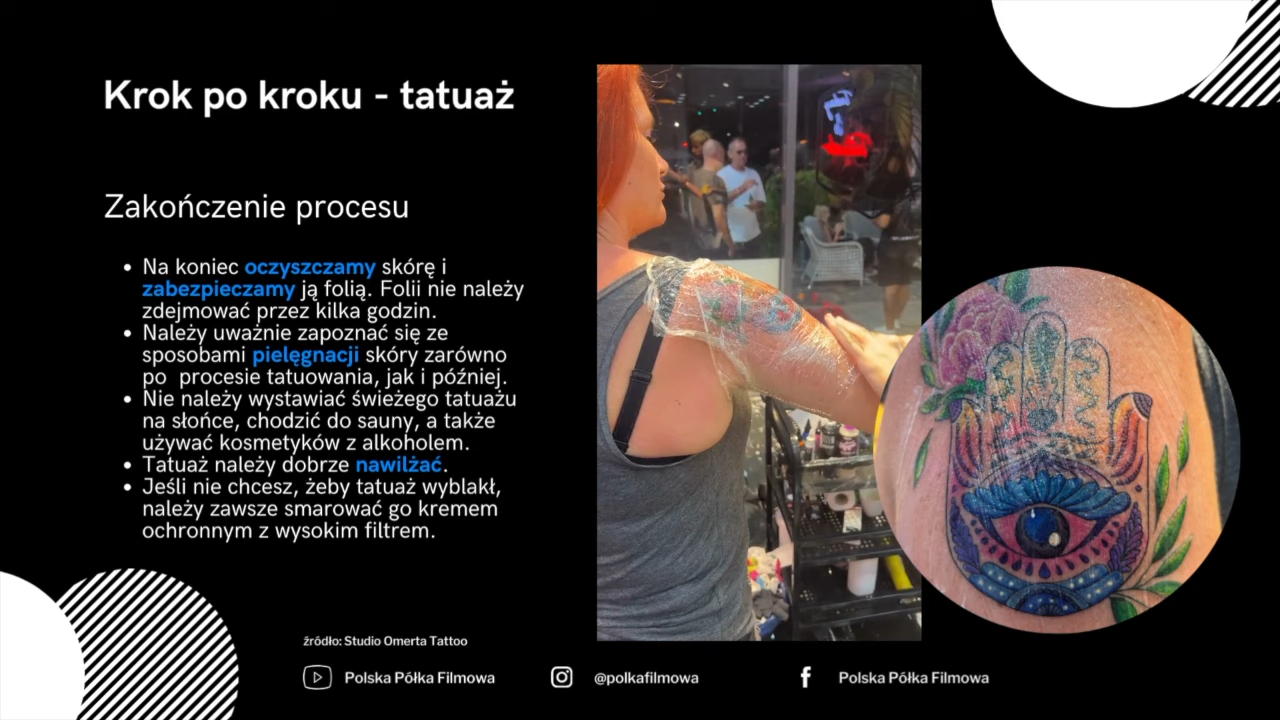 Krok po kroku - tatuaż
Zakończenie procesu
• Na koniec oczyszczamy skórę i
zabezpieczamy ją folią. Folii nie należy
zdejmować przez kilka godzin.
• Należy uważnie zapoznać się ze
sposobami pielęgnacji skóry zarówno
po  procesie tatuowania, jak i później.
• Nie należy wystawiać świeżego tatuażu
na słońce, chodzić do sauny, a także
używać kosmetyków z alkoholem.
• Tatuaż należy dobrze nawilżać.
• Jeśli nie chcesz, żeby tatuaż wyblakł,
należy zawsze smarować go kremem
ochronnym z wysokim filtrem.
źródło: Studio Omerta Tattoo
Polska Półka Filmowa
@polkafilmowa
Polska Półka Filmowa